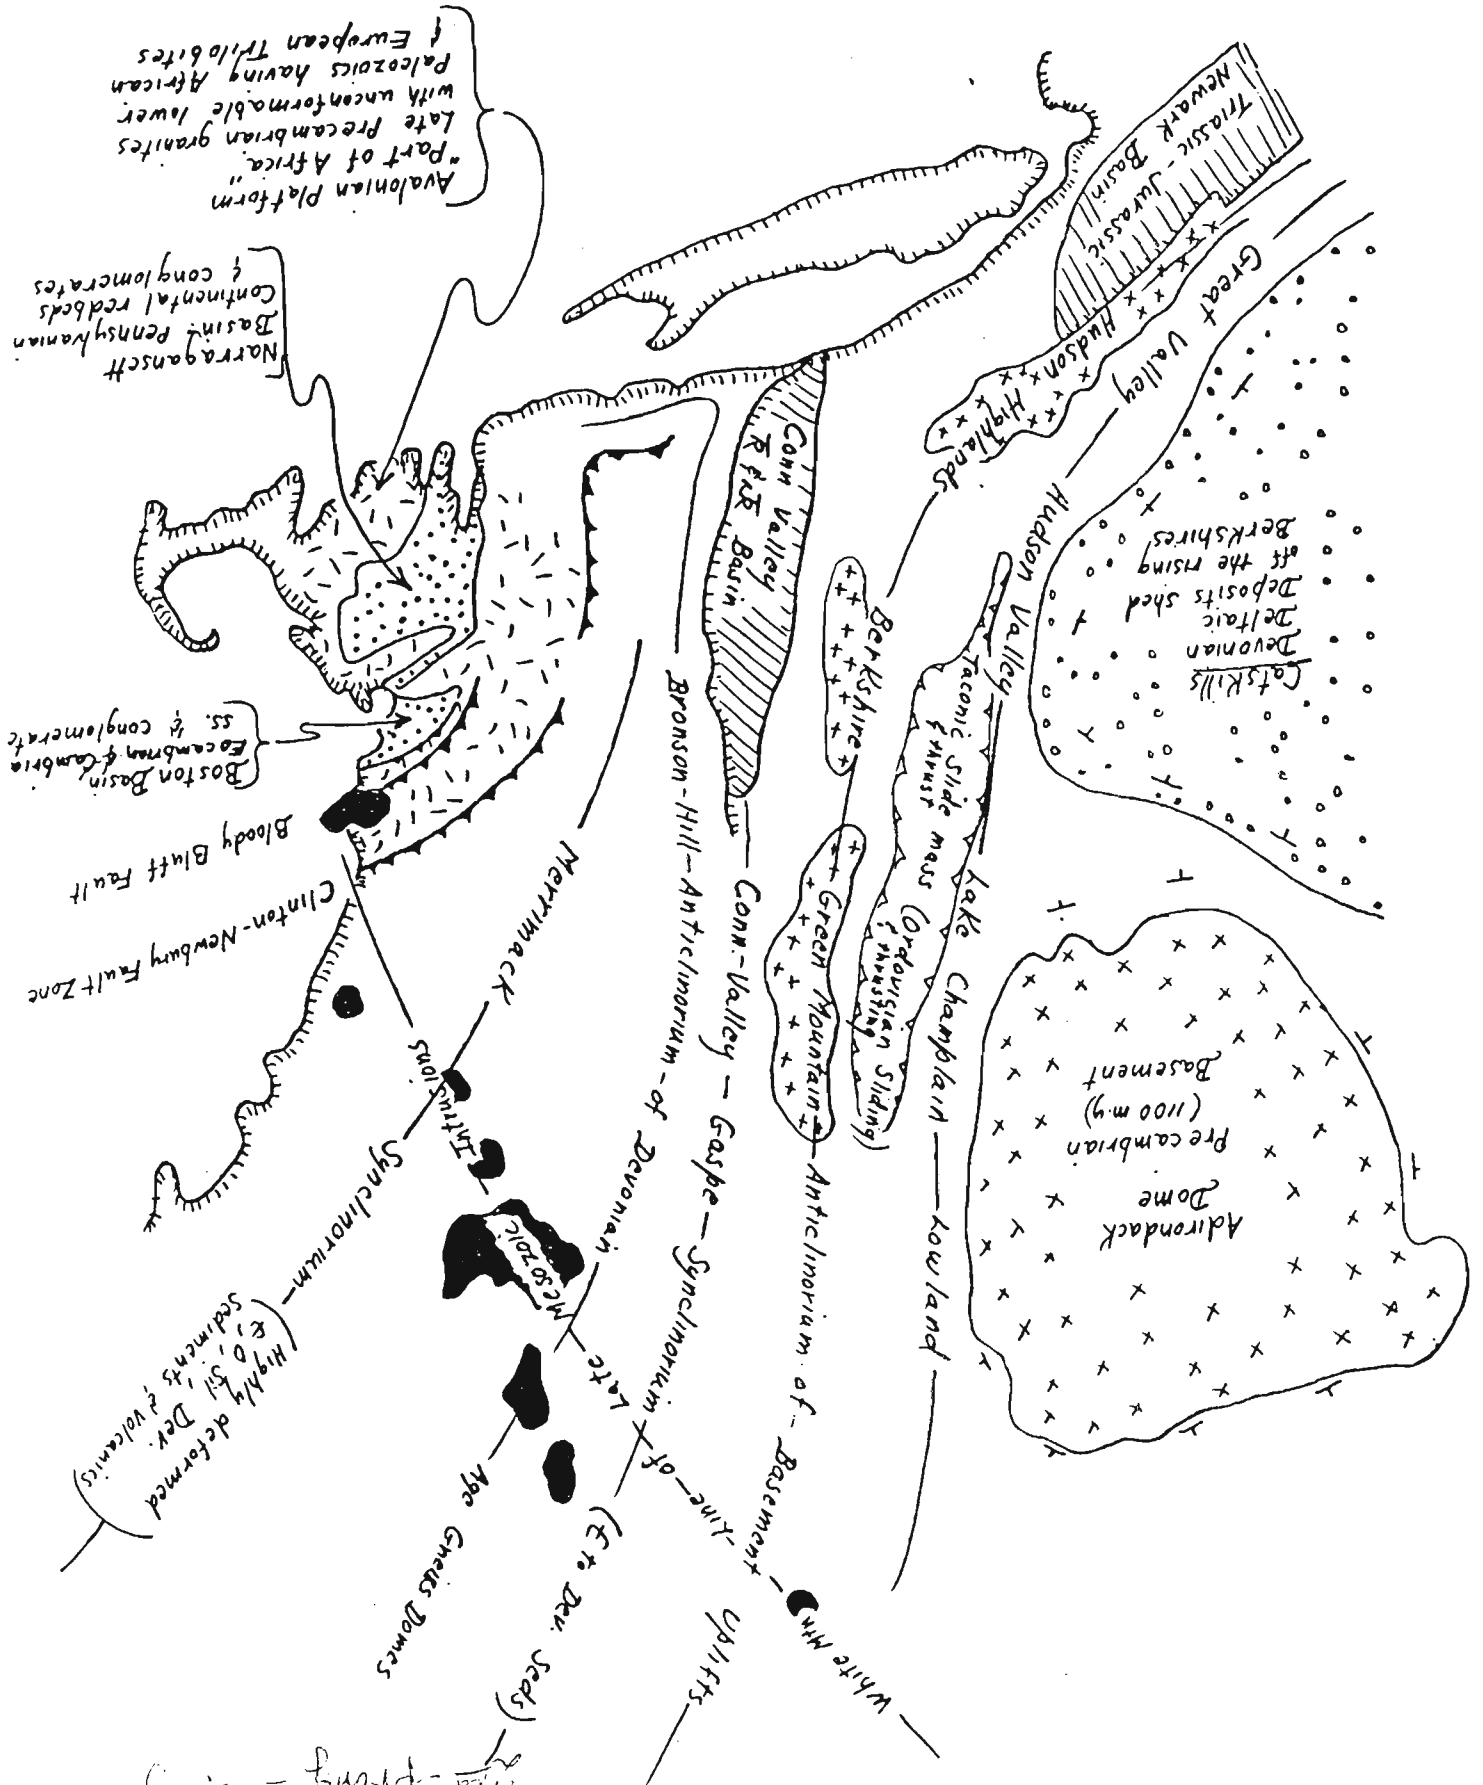 White Mtn
Line-of
Late
Mesozoic
Intrusions
Uplifts
Green Mountain-Anticlinorium-of-Basement
(Є to Dev. Seds)
Conn.-Valley-Gaspe-Synclinorium
Age Gneiss Domes
Bronson-Hill-Anticlinorium-of Devonian
Merrimack
Synclinorium
(Highly deformed
Є, O, Sil, Dev.
sediments & volcanics)
Adirondack
Dome
Precambrian
(1100 m.y)
Basement
Lake Champlain—Lowland
Taconic Slide mass (Ordovician Sliding)
& thrust
& thrusting
Clinton-Newbury Fault Zone
Bloody Bluff Fault
Boston Basin,
Eocambrian & Cambria
ss. & conglomerate
Catskills
Devonian
Deltaic
Deposits shed
off the rising
Berkshires
Hudson Valley
Berkshire
Highlands
Hudson
Great Valley
Conn Valley
Ꞧ & Ꞧ Basin
Triassic-Jurassic
Newark Basin
Narragansett
Basin: Pennsylvanian
Continental redbeds
& conglomerates
Avalonian Platform
"Part of Africa"
Late Precambrian granites
with unconformable lower
Paleozoics having African
& European Trilobites